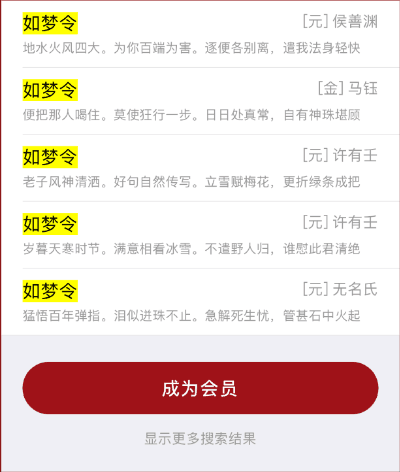 如梦令 [元] 侯善渊
地水火风四大。为你百端为害。逐便各别离，遣我法身轻快
如梦令 [金] 马钰
便把那人喝住。莫使狂行一步。日日处真常，自有神珠堪顾
如梦令 [元] 许有壬
老子风神清洒。好句自然传写。立雪赋梅花，更折绿条成把
如梦令 [元] 许有壬
岁暮天寒时节。满意相看冰雪。不遣野人归，谁慰此君清绝
如梦令 [元] 无名氏
猛悟百年弹指。泪似迸珠不止。急解死生忧，管甚石中火起
成为会员
显示更多搜索结果